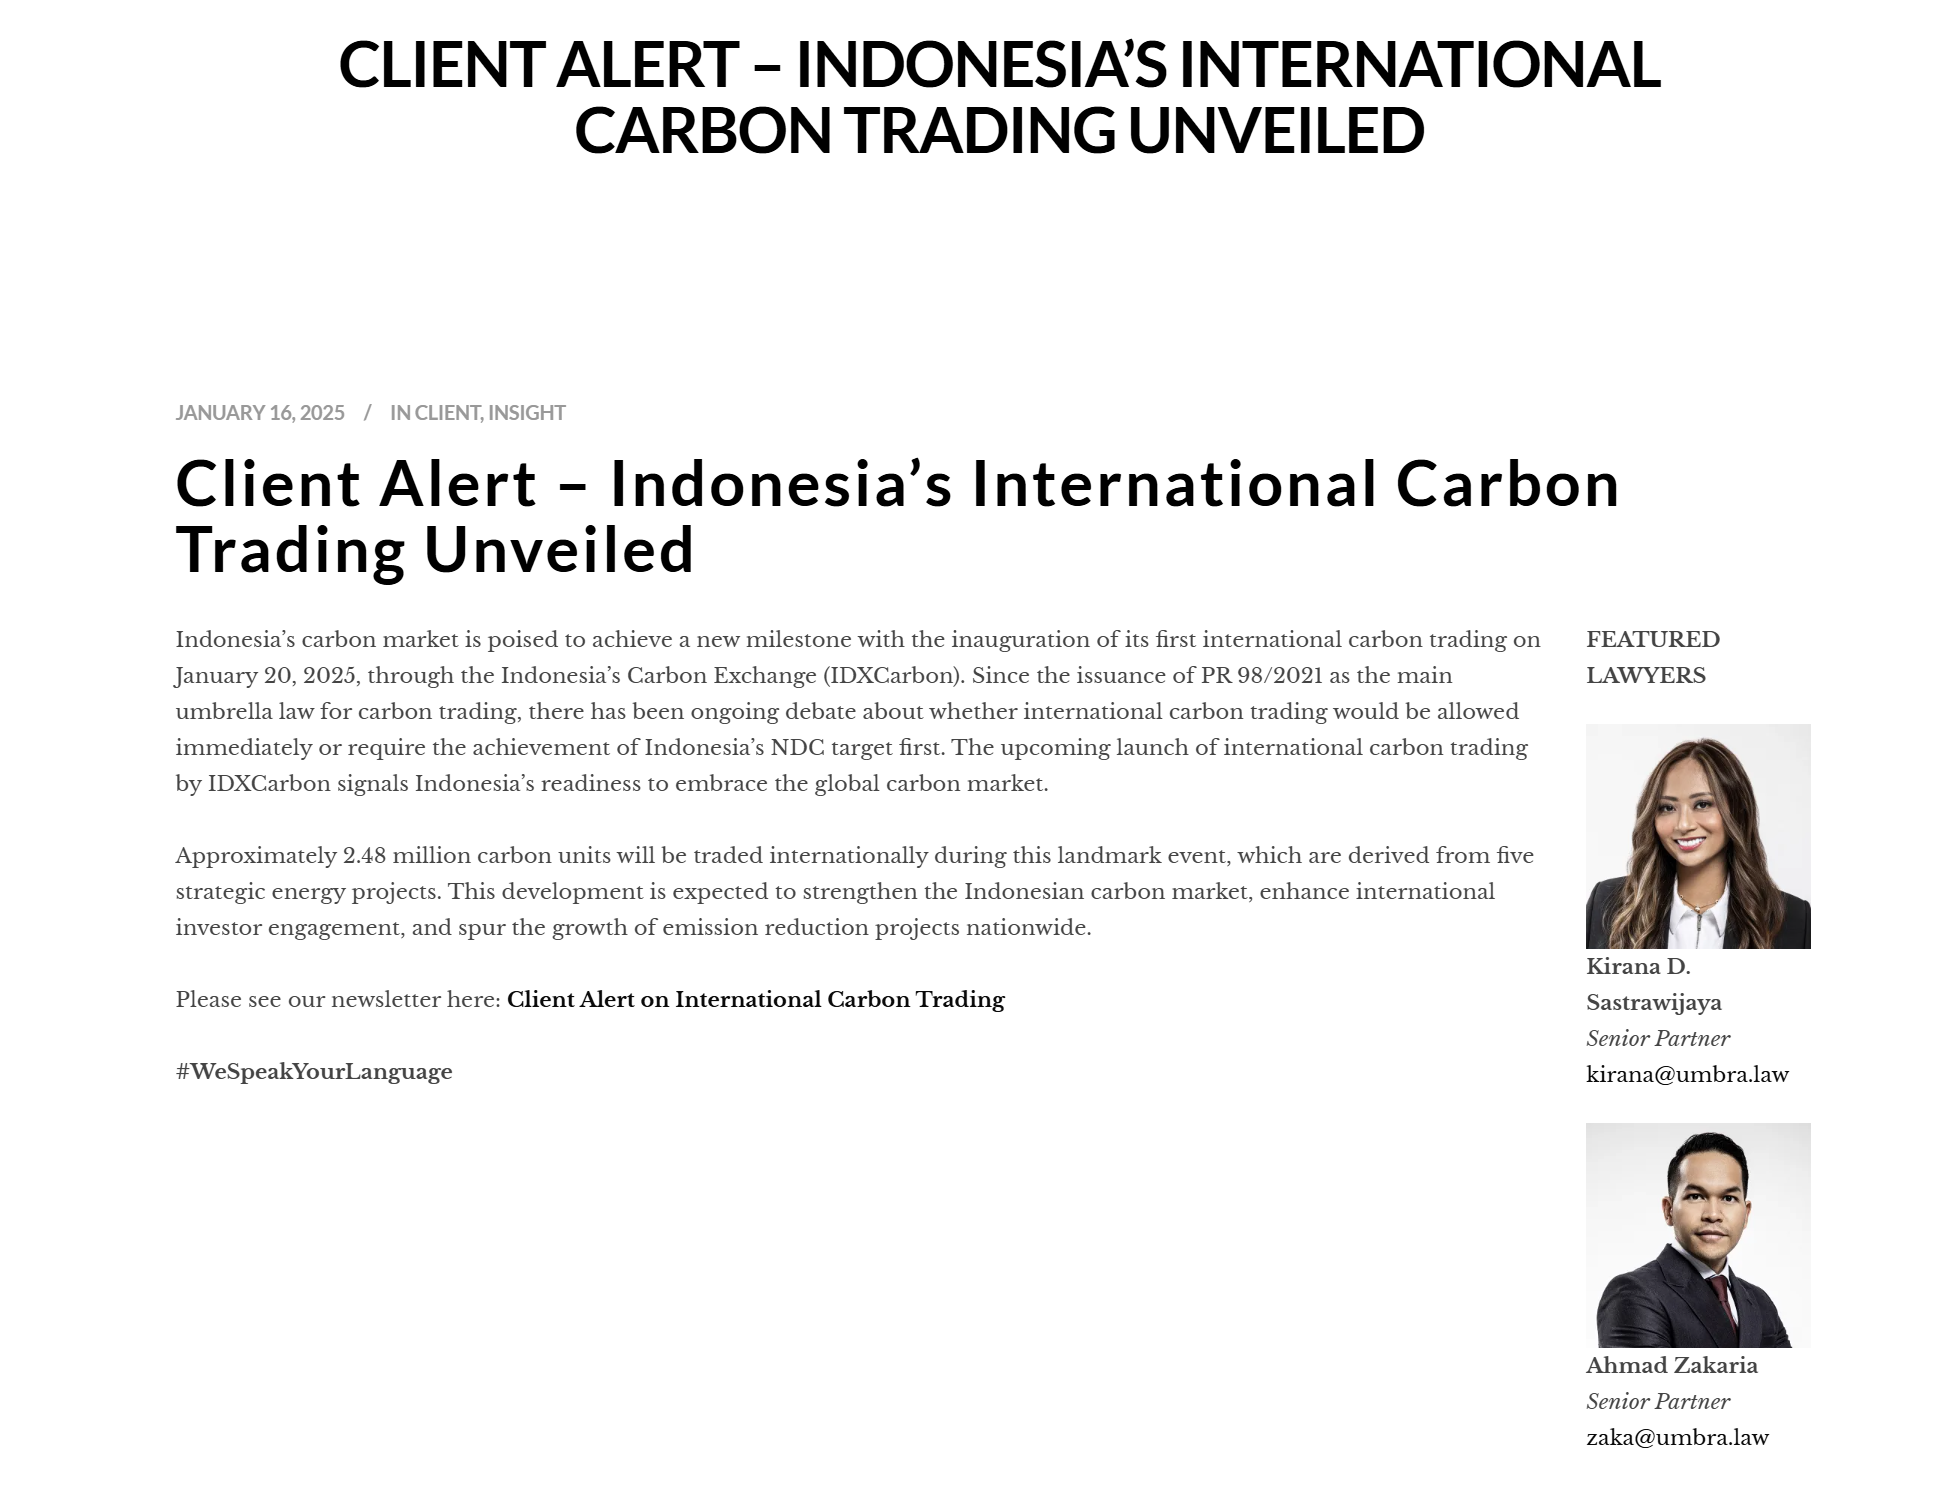 CLIENT ALERT – INDONESIA’S INTERNATIONAL
CARBON TRADING UNVEILED
JANUARY 16, 2025 / IN CLIENT, INSIGHT
Client Alert – Indonesia’s International Carbon
Trading Unveiled
Indonesia’s carbon market is poised to achieve a new milestone with the inauguration of its first international carbon trading on
January 20, 2025, through the Indonesia’s Carbon Exchange (IDXCarbon). Since the issuance of PR 98/2021 as the main
umbrella law for carbon trading, there has been ongoing debate about whether international carbon trading would be allowed
immediately or require the achievement of Indonesia’s NDC target first. The upcoming launch of international carbon trading
by IDXCarbon signals Indonesia’s readiness to embrace the global carbon market.
Approximately 2.48 million carbon units will be traded internationally during this landmark event, which are derived from five
strategic energy projects. This development is expected to strengthen the Indonesian carbon market, enhance international
investor engagement, and spur the growth of emission reduction projects nationwide.
Please see our newsletter here: Client Alert on International Carbon Trading
#WeSpeakYourLanguage
FEATURED
LAWYERS
Kirana D.
Sastrawijaya
Senior Partner
kirana@umbra.law
Ahmad Zakaria
Senior Partner
zaka@umbra.law